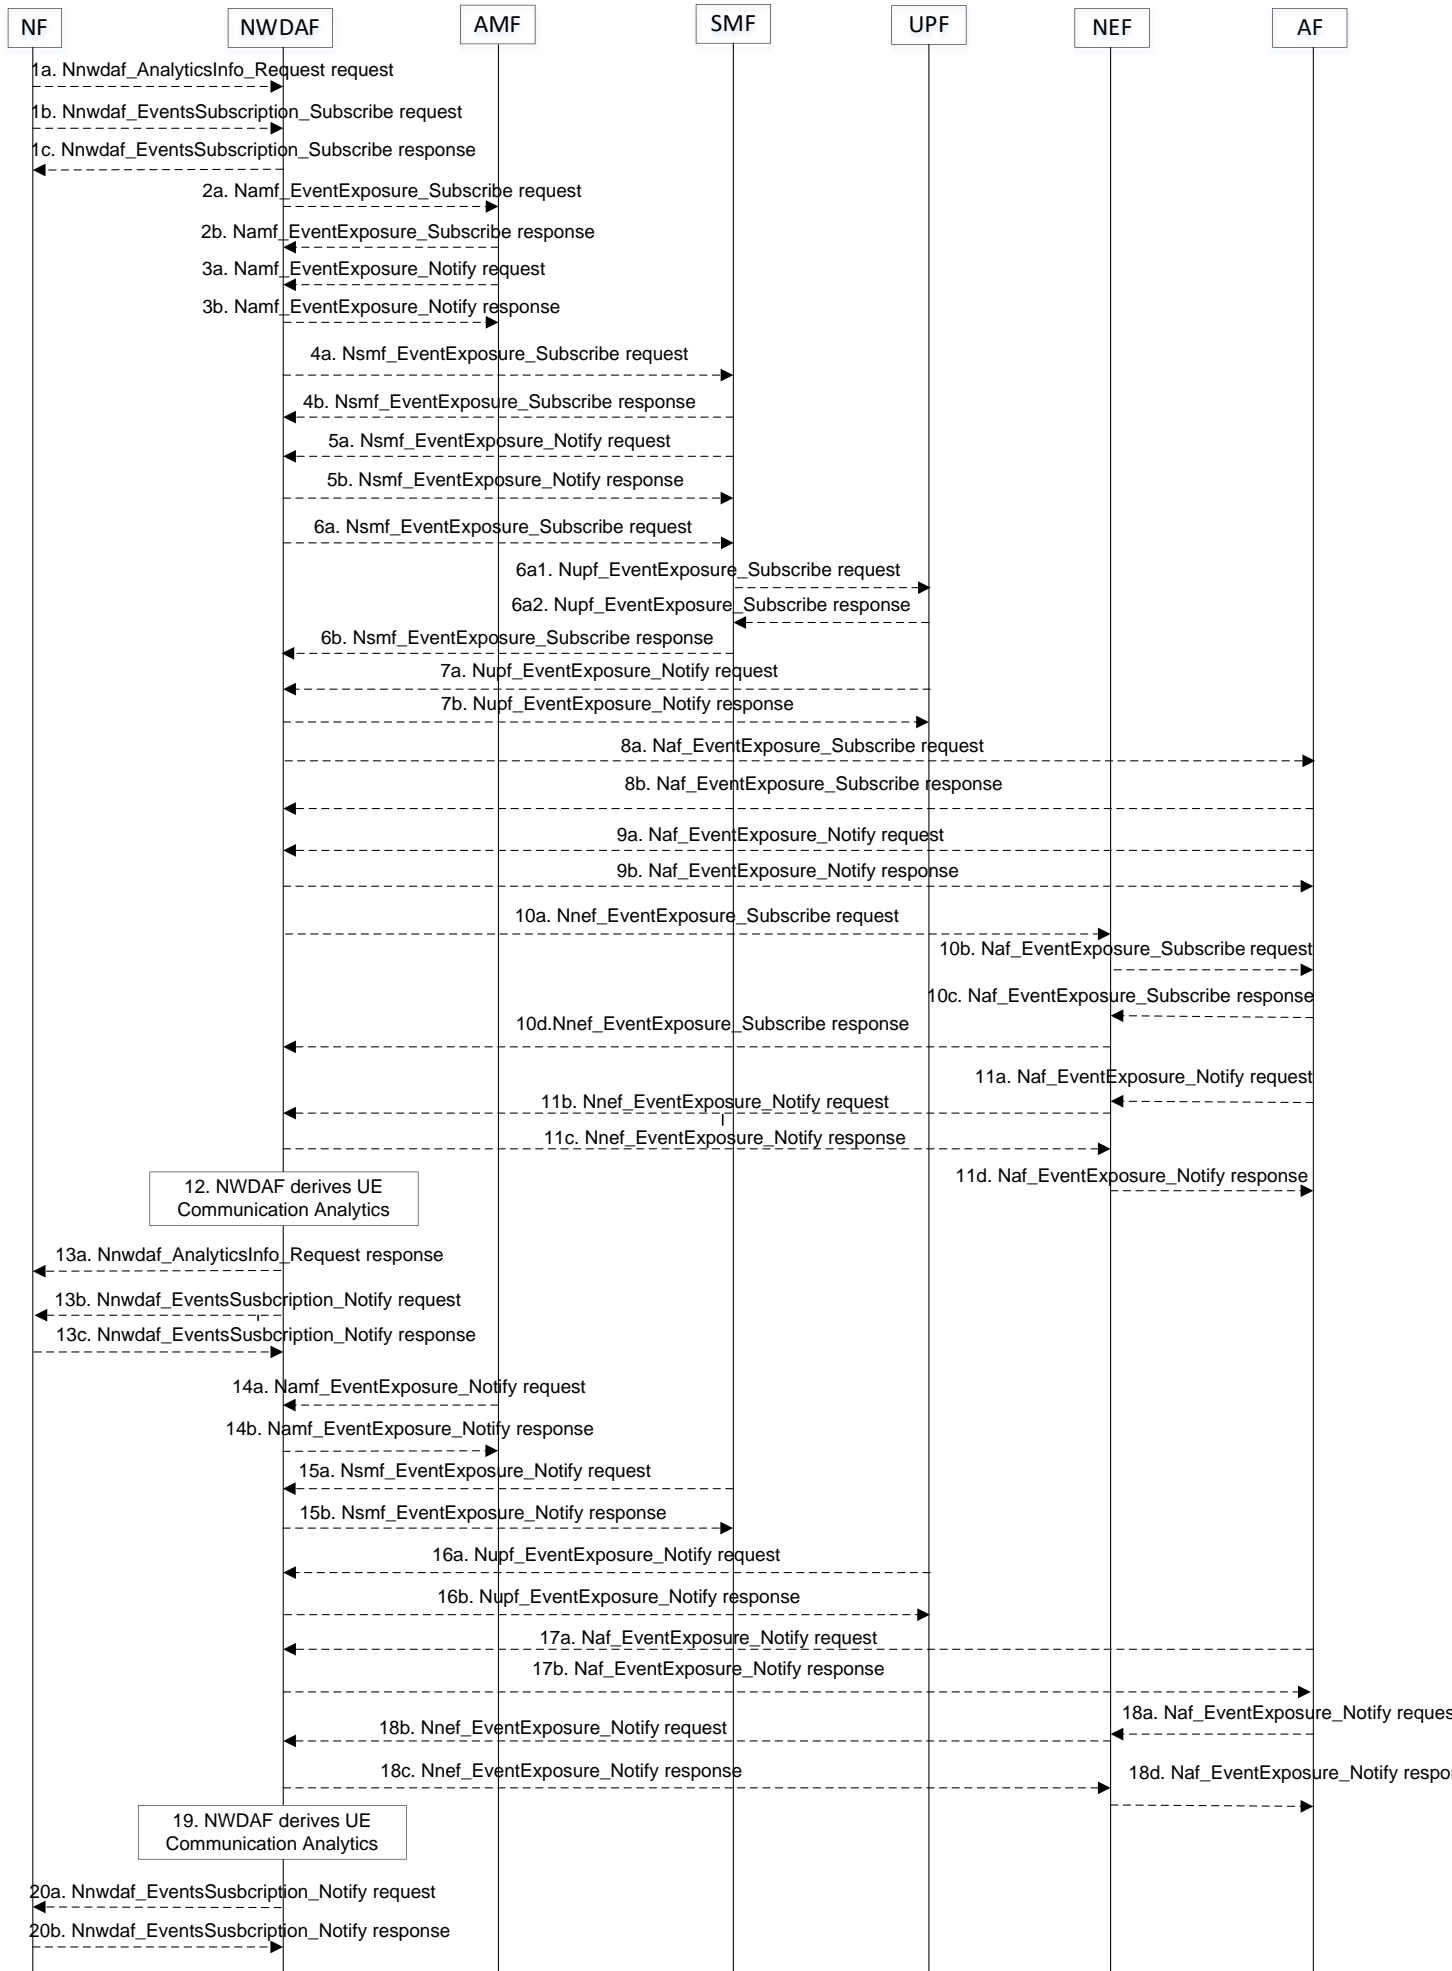 NF NWDAF AMF SMF UPF NEF AF
1a. Nnwdaf_AnalyticsInfo_Request request
1b. Nnwdaf_EventsSubscription_Subscribe request
1c. Nnwdaf_EventsSubscription_Subscribe response
2a. Namf_EventExposure_Subscribe request
2b. Namf_EventExposure_Subscribe response
3a. Namf_EventExposure_Notify request
3b. Namf_EventExposure_Notify response
4a. Nsmf_EventExposure_Subscribe request
4b. Nsmf_EventExposure_Subscribe response
5a. Nsmf_EventExposure_Notify request
5b. Nsmf_EventExposure_Notify response
6a. Nsmf_EventExposure_Subscribe request
6a1. Nupf_EventExposure_Subscribe request
6a2. Nupf_EventExposure_Subscribe response
6b. Nsmf_EventExposure_Subscribe response
7a. Nupf_EventExposure_Notify request
7b. Nupf_EventExposure_Notify response
8a. Naf_EventExposure_Subscribe request
8b. Naf_EventExposure_Subscribe response
9a. Naf_EventExposure_Notify request
9b. Naf_EventExposure_Notify response
10a. Nnef_EventExposure_Subscribe request
10b. Naf_EventExposure_Subscribe request
10c. Naf_EventExposure_Subscribe response
10d.Nnef_EventExposure_Subscribe response
11a. Naf_EventExposure_Notify request
11b. Nnef_EventExposure_Notify request
11c. Nnef_EventExposure_Notify response
11d. Naf_EventExposure_Notify response
12. NWDAF derives UE
Communication Analytics
13a. Nnwdaf_AnalyticsInfo_Request response
13b. Nnwdaf_EventsSusbcription_Notify request
13c. Nnwdaf_EventsSusbcription_Notify response
14a. Namf_EventExposure_Notify request
14b. Namf_EventExposure_Notify response
15a. Nsmf_EventExposure_Notify request
15b. Nsmf_EventExposure_Notify response
16a. Nupf_EventExposure_Notify request
16b. Nupf_EventExposure_Notify response
17a. Naf_EventExposure_Notify request
17b. Naf_EventExposure_Notify response
18a. Naf_EventExposure_Notify reques
18b. Nnef_EventExposure_Notify request
18c. Nnef_EventExposure_Notify response
18d. Naf_EventExposure_Notify respo
19. NWDAF derives UE
Communication Analytics
20a. Nnwdaf_EventsSusbcription_Notify request
20b. Nnwdaf_EventsSusbcription_Notify response